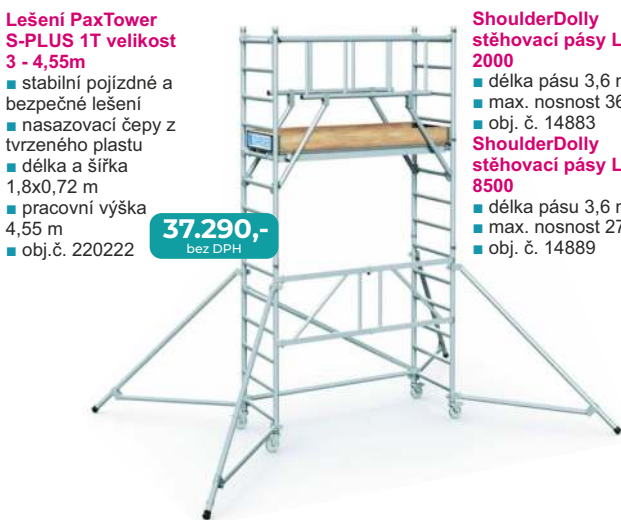 Lešení PaxTower
S-PLUS 1T velikost
3 - 4,55m
■ stabilní pojízdné a
bezpečné lešení
■ nasazovací čepy z
tvrzeného plastu
■ délka a šířka
1,8x0,72 m
■ pracovní výška
4,55 m
■ obj.č. 220222
37.290,-
bez DPH
ShoulderDolly
stěhovací pásy L
2000
■ délka pásu 3,6
■ max. nosnost
■ obj. č. 14883
ShoulderDolly
stěhovací pásy L
8500
■ délka pásu 3,6
■ max. nosnost
■ obj. č. 14889